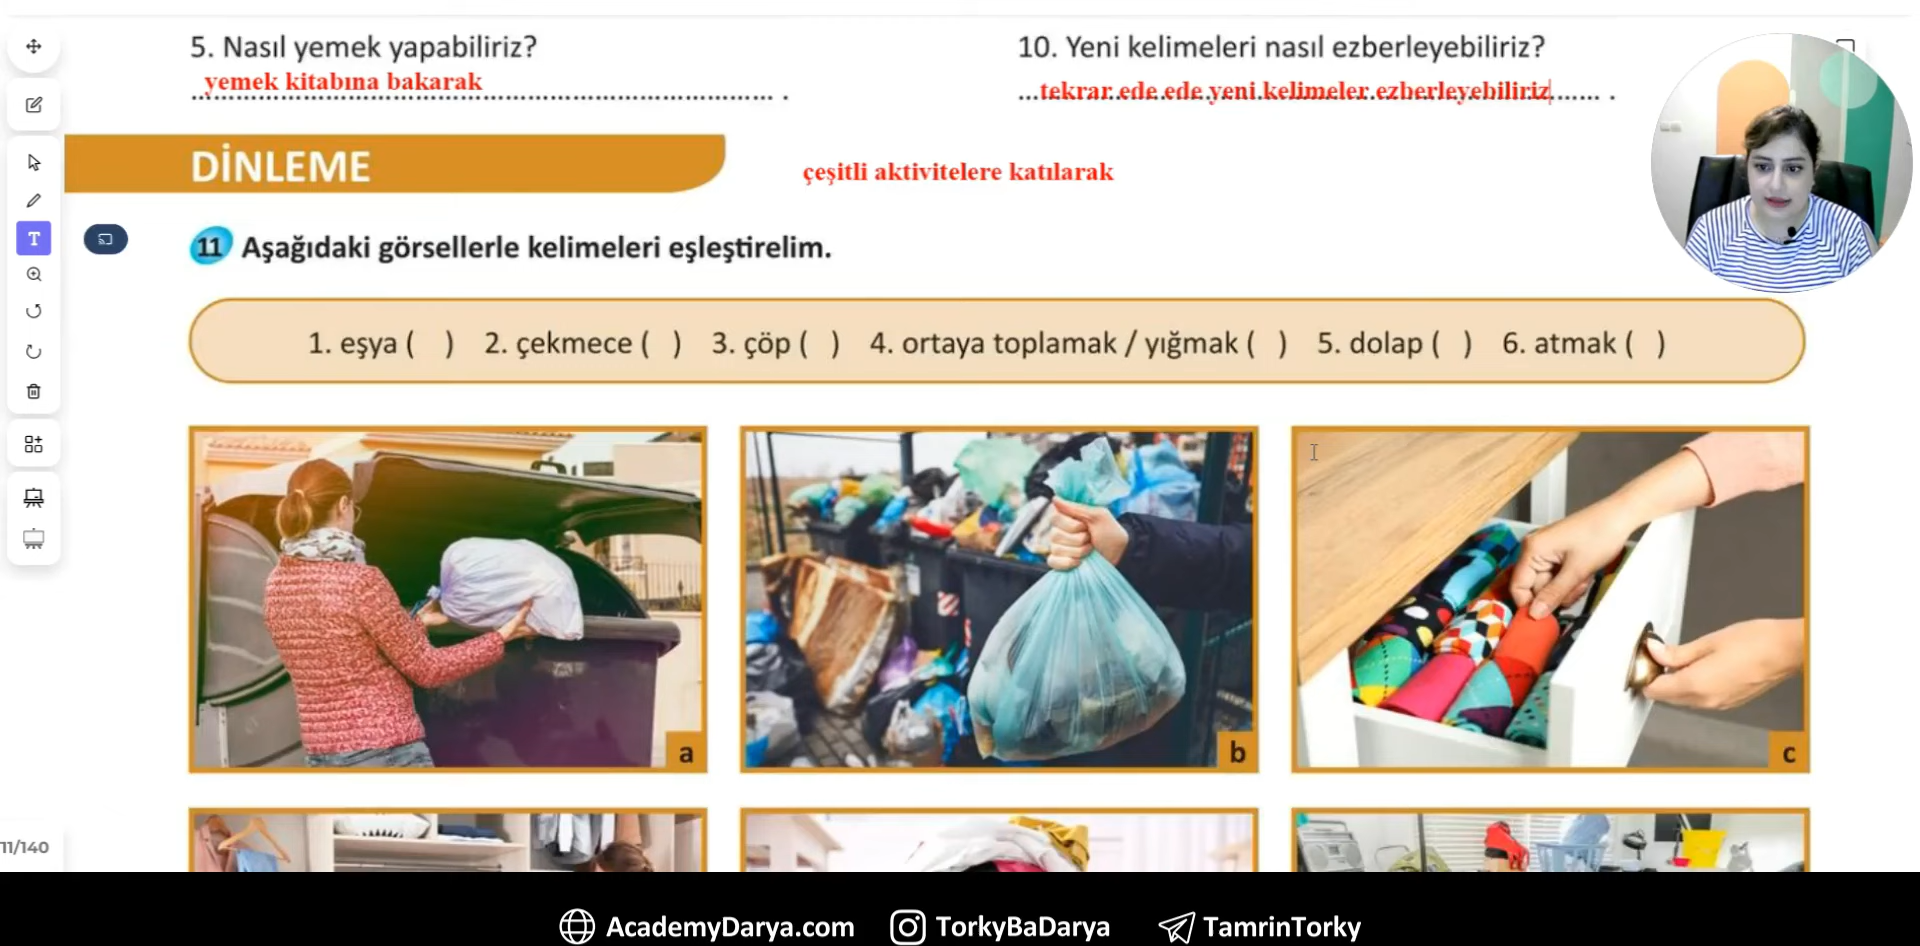 5. Nasıl yemek yapabiliriz?
yemek kitabına bakarak
10. Yeni kelimeleri nasıl ezberleyebiliriz?
tekrar ede ede yeni kelimeler ezberleyebiliriz
DİNLEME
çeşitli aktivitelere katılarak
11 Aşağıdaki görsellerle kelimeleri eşleştirelim.
1. eşya ( ) 2. çekmece ( ) 3. çöp ( ) 4. ortaya toplamak / yığmak ( ) 5. dolap ( ) 6. atmak ( )
a
b
c
11/140
AcademyDarya.com TorkyBaDarya TamrinTorky